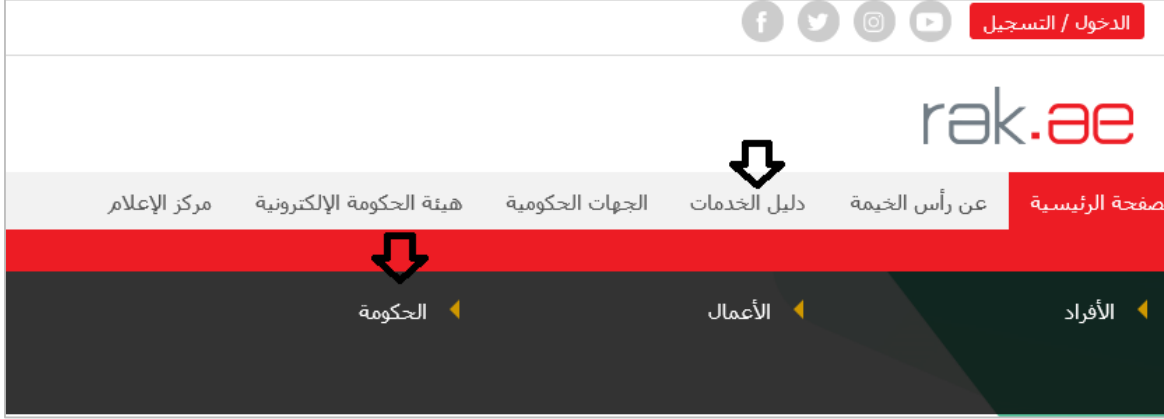 الدخول / التسجيل
rak.ae
صفحة الرئيسية عن رأس الخيمة دليل الخدمات الجهات الحكومية هيئة الحكومة الإلكترونية مركز الإعلام
الأفراد الأعمال الحكومة